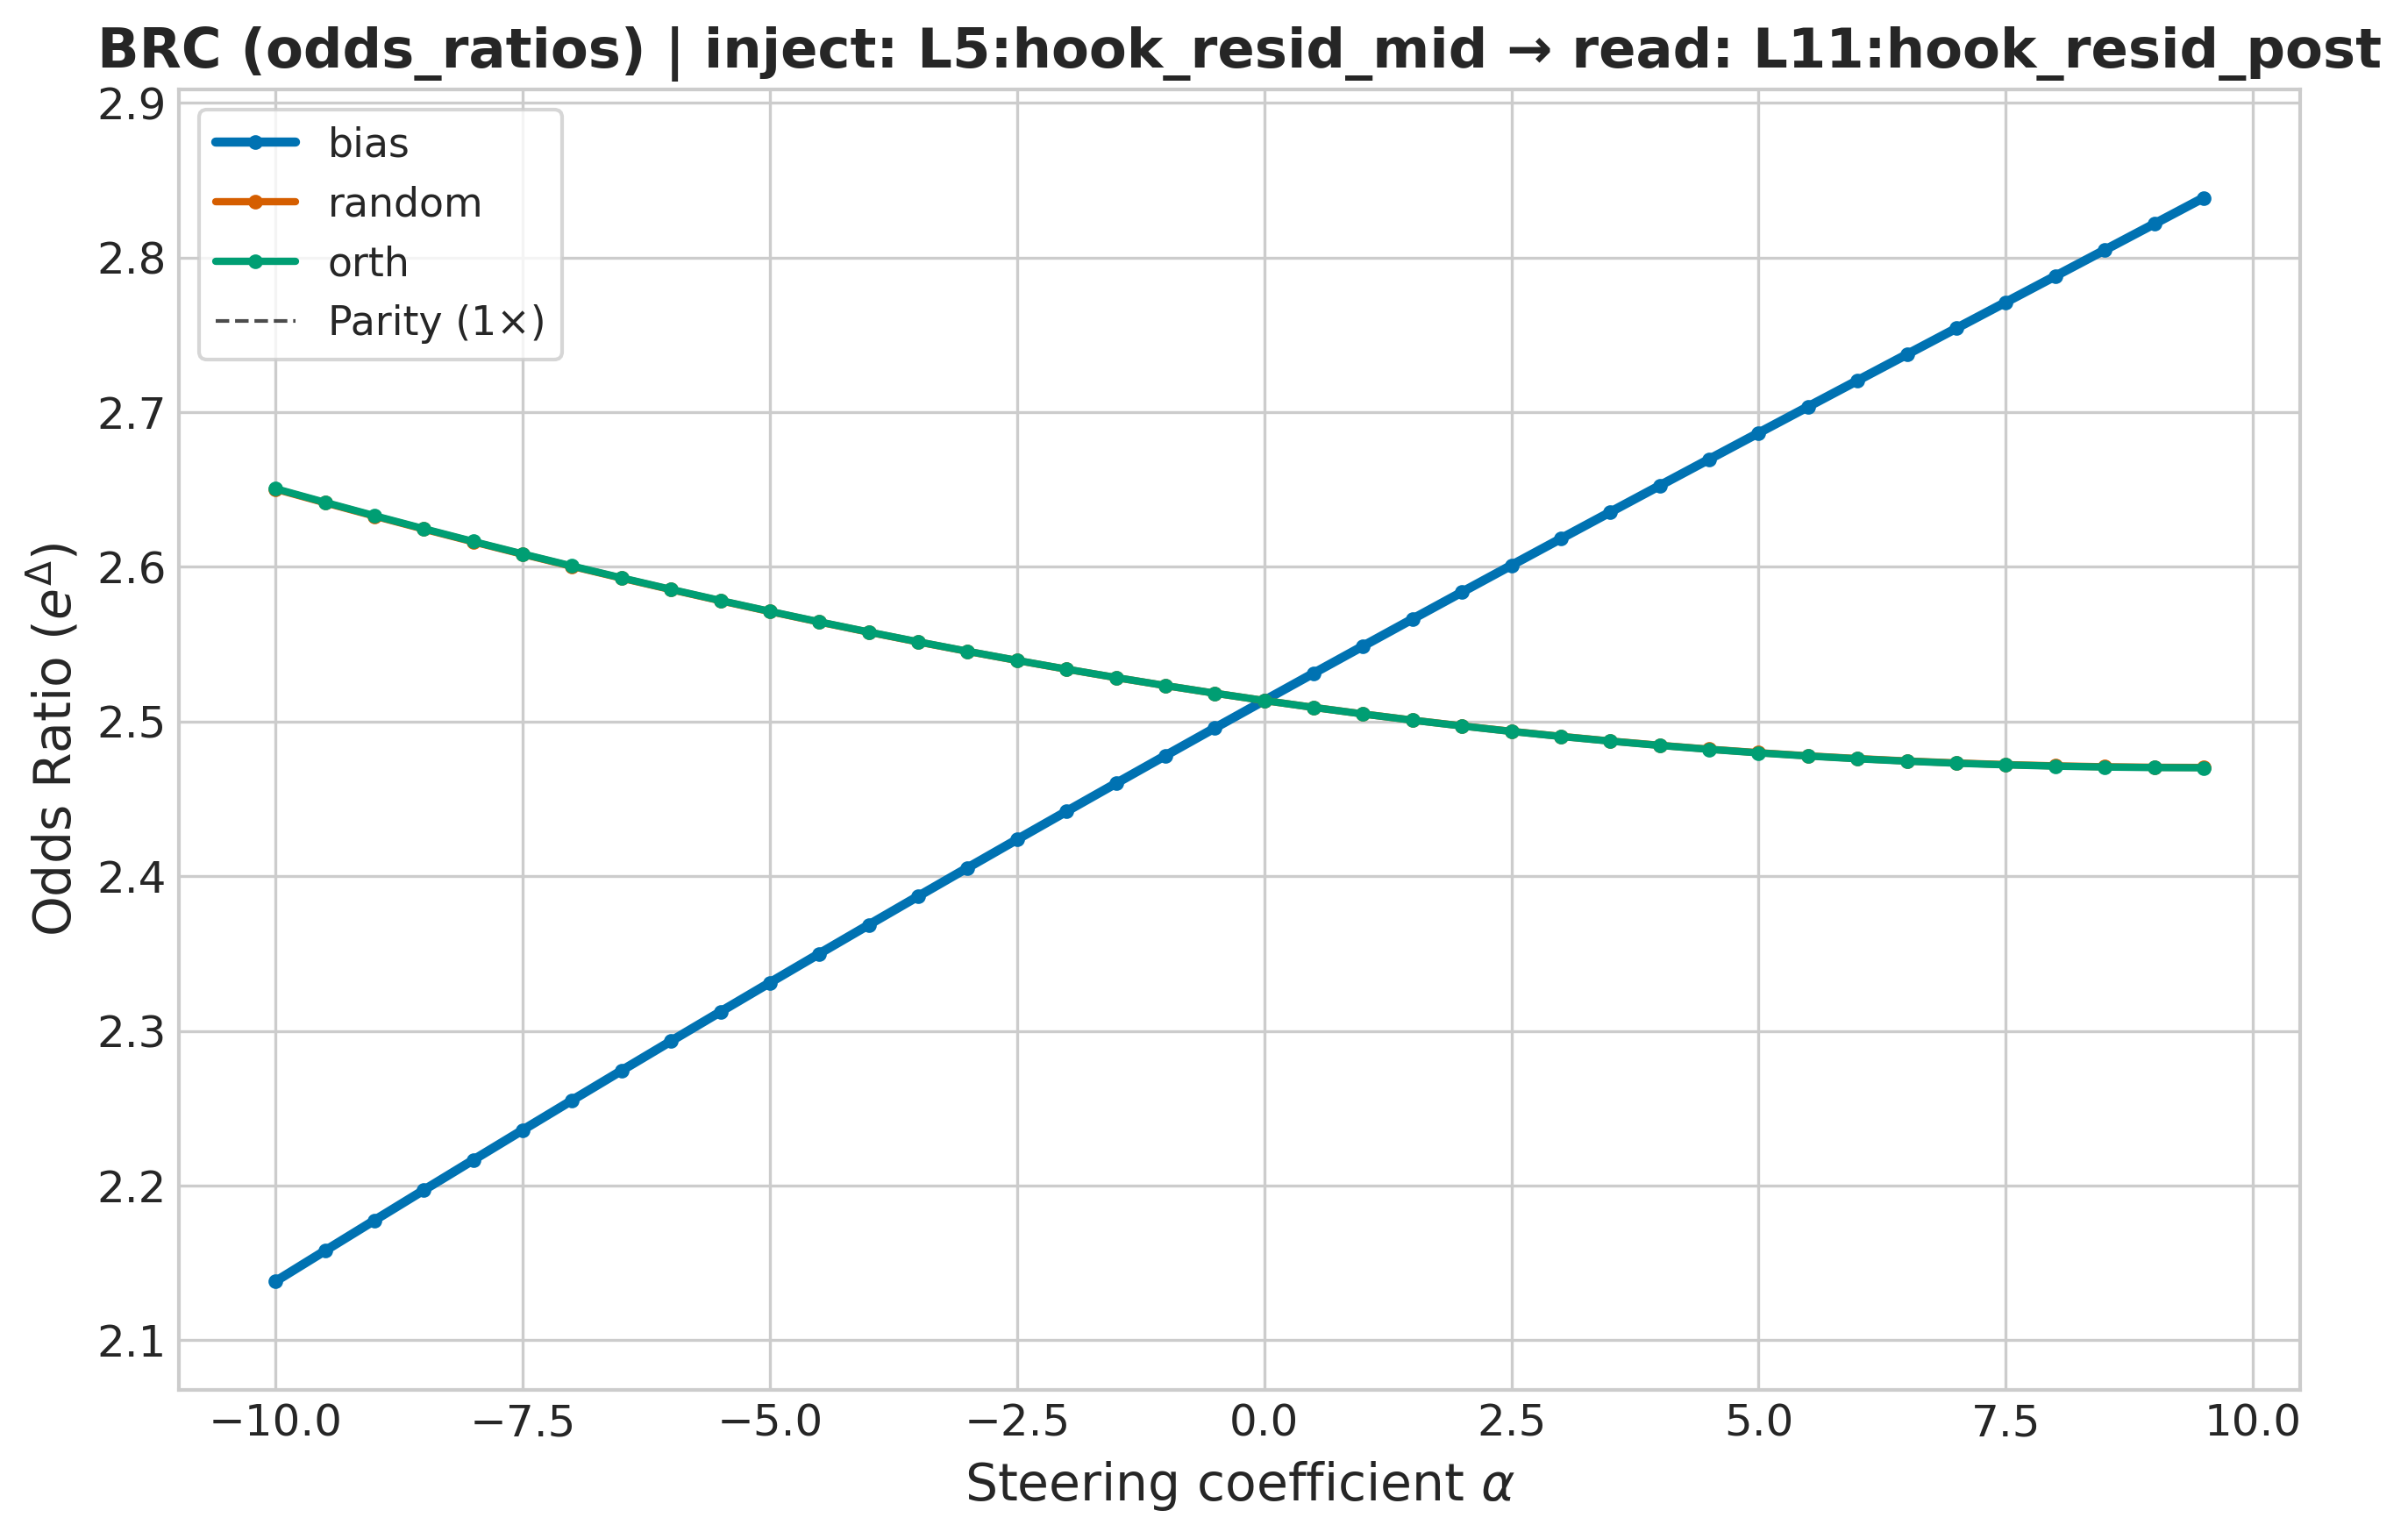 BRC (odds_ratios) | inject: L5:hook_resid_mid → read: L11:hook_resid_post
bias
random
orth
Parity (1×)
2.9
2.8
2.7
2.6
2.5
2.4
2.3
2.2
2.1
Odds Ratio (e^Δ)
−10.0 −7.5 −5.0 −2.5 0.0 2.5 5.0 7.5 10.0
Steering coefficient α